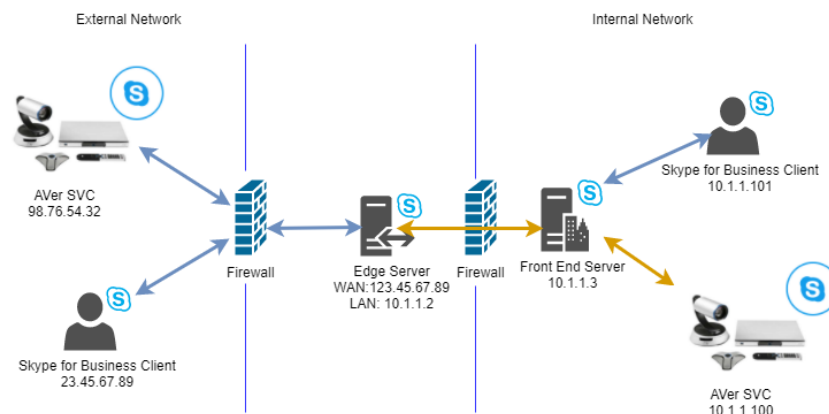 External Network
Internal Network
AVer SVC
98.76.54.32
Firewall
Edge Server
WAN:123.45.67.89
LAN: 10.1.1.2
Firewall
Front End Server
10.1.1.3
Skype for Business Client
10.1.1.101
Skype for Business Client
23.45.67.89
AVer SVC
10.1.1.100